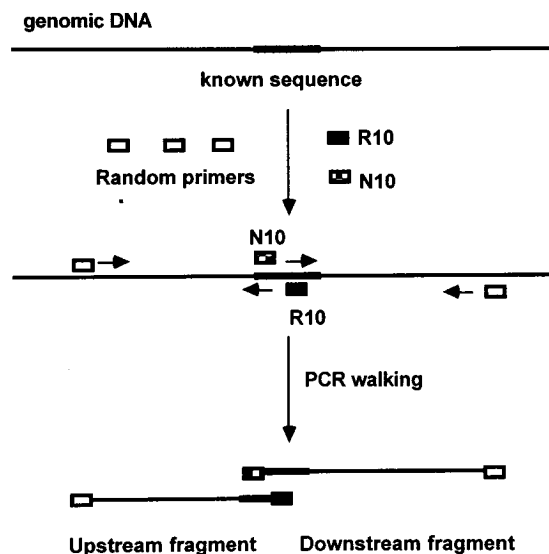 genomic DNA
known sequence
R10
Random primers
N10
N10
R10
PCR walking
Upstream fragment
Downstream fragment